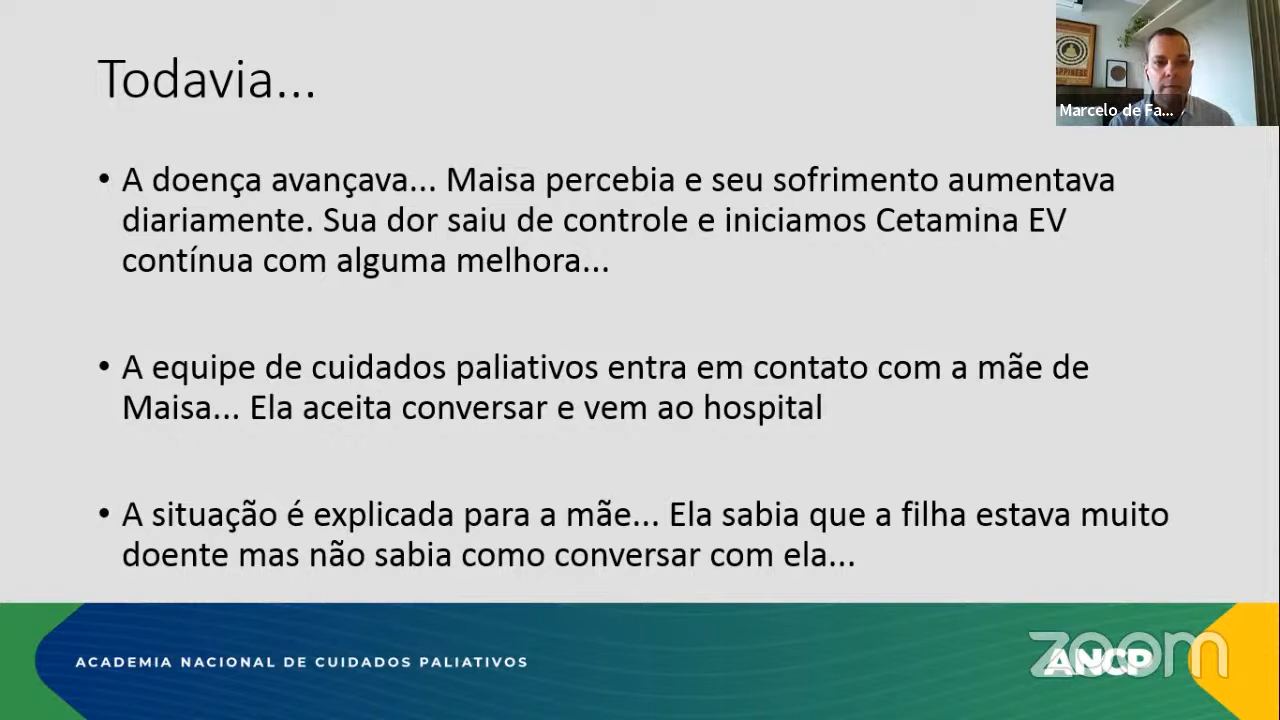 Todavia...
HAPPINESS
Marcelo de Fa...
• A doença avançava... Maisa percebia e seu sofrimento aumentava
diariamente. Sua dor saiu de controle e iniciamos Cetamina EV
contínua com alguma melhora...
• A equipe de cuidados paliativos entra em contato com a mãe de
Maisa... Ela aceita conversar e vem ao hospital
• A situação é explicada para a mãe... Ela sabia que a filha estava muito
doente mas não sabia como conversar com ela...
ACADEMIA NACIONAL DE CUIDADOS PALIATIVOS
ANCP
zoom